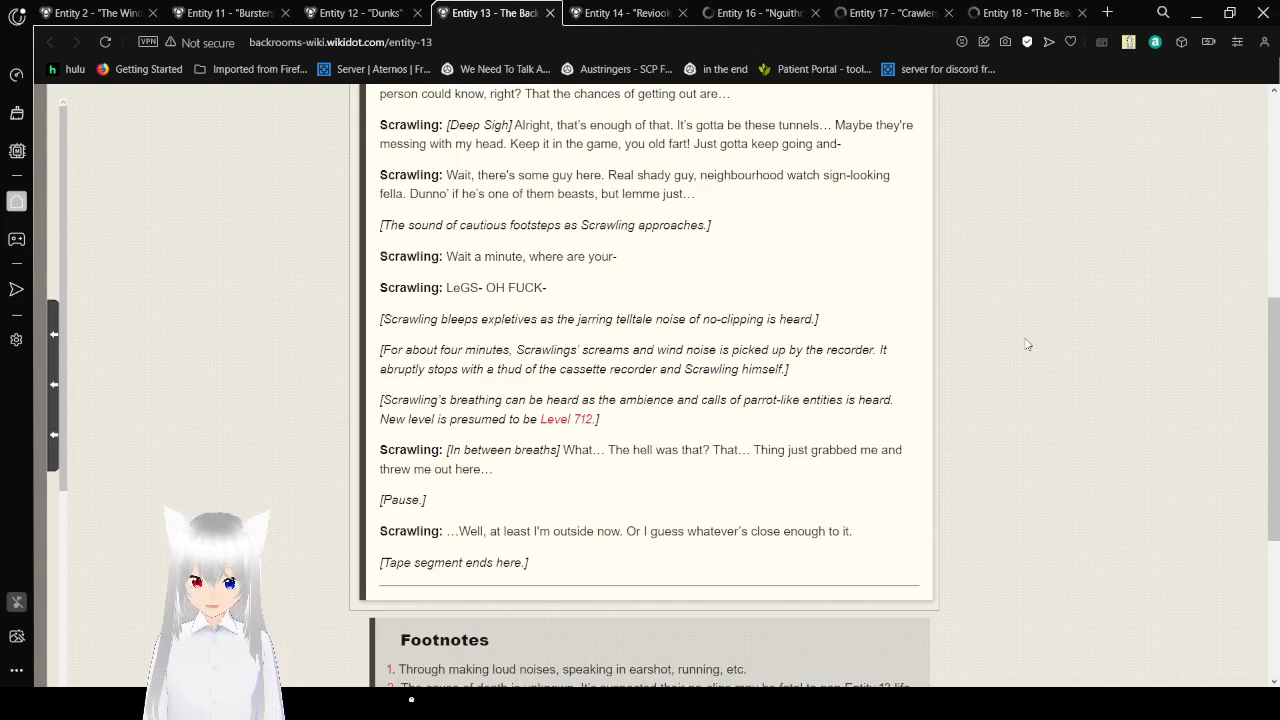 Entity 2 - "The Wind
Entity 11 - "Bursters
Entity 12 - "Dunks"
Entity 13 - The Back
Entity 14 - "Reviook
Entity 16 - "Nguithr
Entity 17 - "Crawlers
Entity 18 - "The Bea
VPN Not secure backrooms-wiki.wikidot.com/entity-13
hulu Getting Started Imported from Firef... Server | Aternos | Fr... We Need To Talk A... Austringers - SCP F... in the end Patient Portal - tool... server for discord fra...
person could know, right? That the chances of getting out are…
Scrawling: [Deep Sigh] Alright, that's enough of that. It's gotta be these tunnels… Maybe they're
messing with my head. Keep it in the game, you old fart! Just gotta keep going and-
Scrawling: Wait, there's some guy here. Real shady guy, neighbourhood watch sign-looking
fella. Dunno' if he's one of them beasts, but lemme just…
[The sound of cautious footsteps as Scrawling approaches.]
Scrawling: Wait a minute, where are your-
Scrawling: LeGS- OH FUCK-
[Scrawling bleeps expletives as the jarring telltale noise of no-clipping is heard.]
[For about four minutes, Scrawlings' screams and wind noise is picked up by the recorder. It
abruptly stops with a thud of the cassette recorder and Scrawling himself.]
[Scrawling's breathing can be heard as the ambience and calls of parrot-like entities is heard.
New level is presumed to be Level 712.]
Scrawling: [In between breaths] What… The hell was that? That… Thing just grabbed me and
threw me out here…
[Pause.]
Scrawling: …Well, at least I'm outside now. Or I guess whatever's close enough to it.
[Tape segment ends here.]
Footnotes
1. Through making loud noises, speaking in earshot, running, etc.